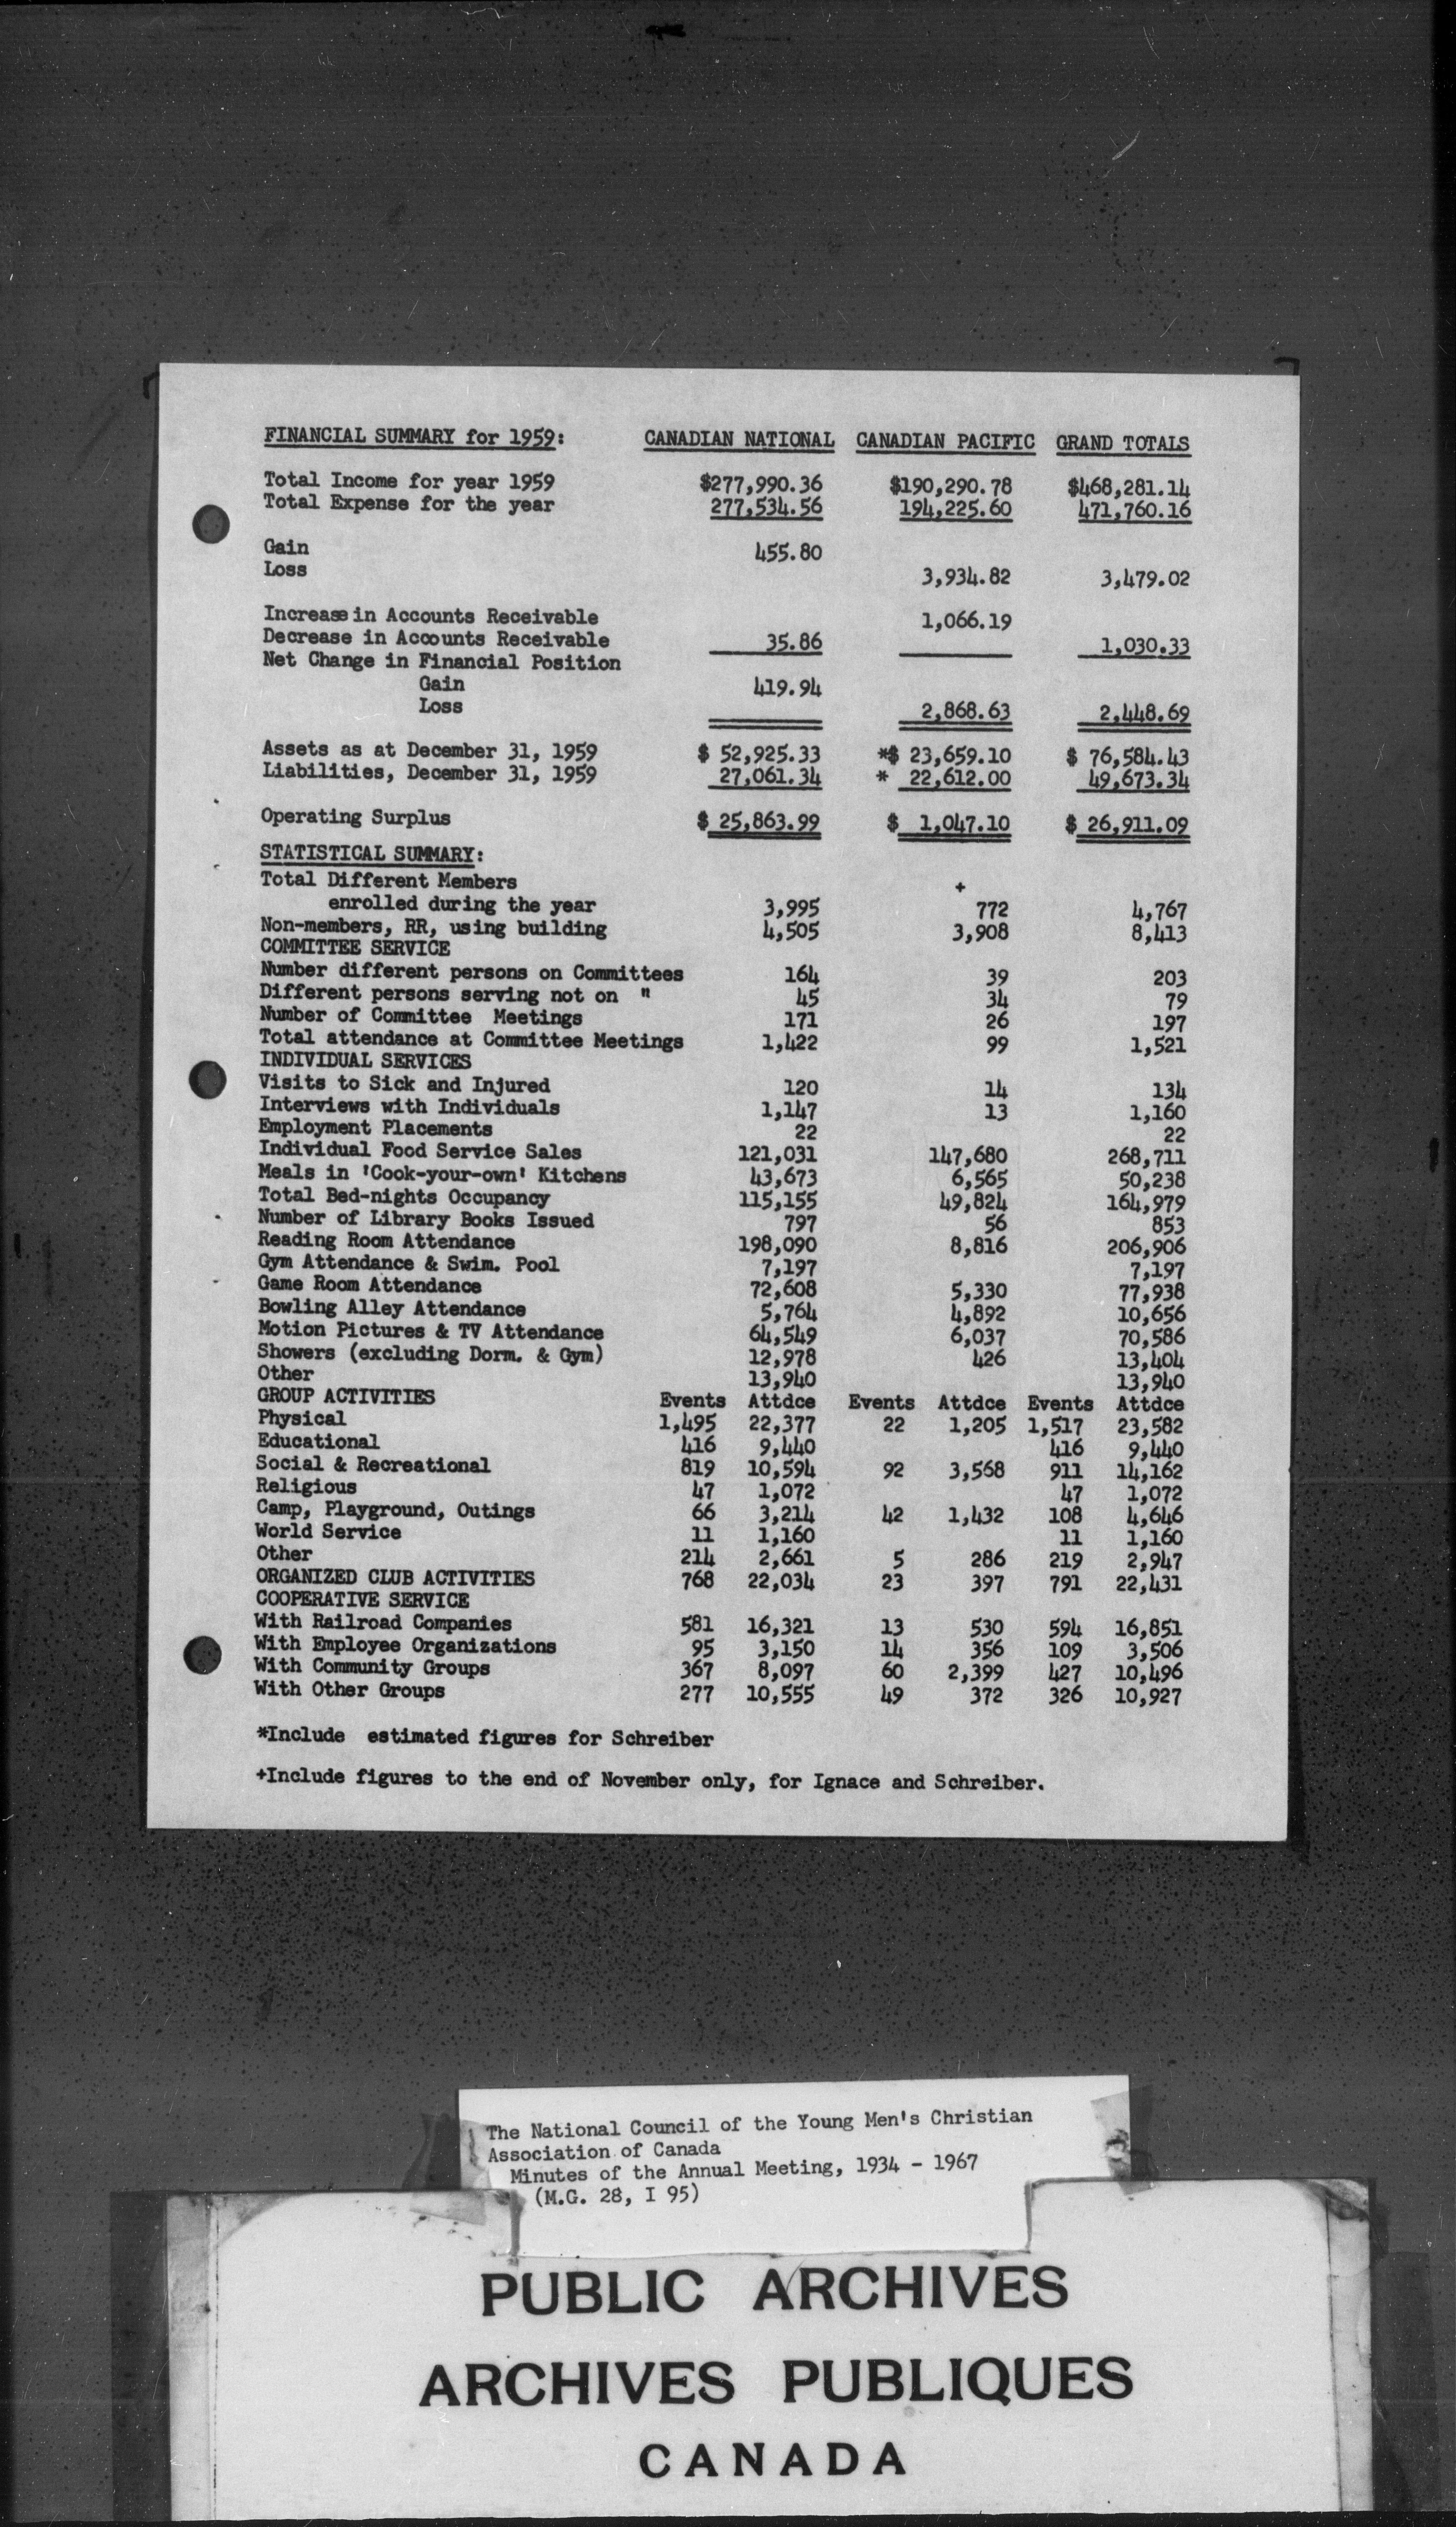 FINANCIAL SUMMARY for 1959: CANADIAN NATIONAL CANADIAN PACIFIC GRAND TOTALS
Total Income for year 1959 $277,990.36 $190,290.78 $468,281.14
Total Expense for the year 277,534.56 194,225.60 471,760.16
Gain 455.80
Loss 3,934.82 3,479.02
Increase in Accounts Receivable 1,066.19
Decrease in Accounts Receivable 35.86 1,030.33
Net Change in Financial Position
Gain 419.94
Loss 2,868.63 2,448.69
Assets as at December 31, 1959 $ 52,925.33 *$ 23,659.10 $ 76,584.43
Liabilities, December 31, 1959 27,061.34 * 22,612.00 49,673.34
Operating Surplus $ 25,863.99 $ 1,047.10 $ 26,911.09
STATISTICAL SUMMARY:
Total Different Members +
enrolled during the year 3,995 772 4,767
Non-members, RR, using building 4,505 3,908 8,413
COMMITTEE SERVICE
Number different persons on Committees 164 39 203
Different persons serving not on " 45 34 79
Number of Committee Meetings 171 26 197
Total attendance at Committee Meetings 1,422 99 1,521
INDIVIDUAL SERVICES
Visits to Sick and Injured 120 14 134
Interviews with Individuals 1,147 13 1,160
Employment Placements 22 22
Individual Food Service Sales 121,031 147,680 268,711
Meals in 'Cook-your-own' Kitchens 43,673 6,565 50,238
Total Bed-nights Occupancy 115,155 49,824 164,979
Number of Library Books Issued 797 56 853
Reading Room Attendance 198,090 8,816 206,906
Gym Attendance & Swim. Pool 7,197 7,197
Game Room Attendance 72,608 5,330 77,938
Bowling Alley Attendance 5,764 4,892 10,656
Motion Pictures & TV Attendance 64,549 6,037 70,586
Showers (excluding Dorm. & Gym) 12,978 426 13,404
Other 13,940 13,940
GROUP ACTIVITIES Events Attdce Events Attdce Events Attdce
Physical 1,495 22,377 22 1,205 1,517 23,582
Educational 416 9,440 416 9,440
Social & Recreational 819 10,594 92 3,568 911 14,162
Religious 47 1,072 47 1,072
Camp, Playground, Outings 66 3,214 42 1,432 108 4,646
World Service 11 1,160 11 1,160
Other 214 2,661 5 286 219 2,947
ORGANIZED CLUB ACTIVITIES 768 22,034 23 397 791 22,431
COOPERATIVE SERVICE
With Railroad Companies 581 16,321 13 530 594 16,851
With Employee Organizations 95 3,150 14 356 109 3,506
With Community Groups 367 8,097 60 2,399 427 10,496
With Other Groups 277 10,555 49 372 326 10,927
*Include estimated figures for Schreiber
+Include figures to the end of November only, for Ignace and Schreiber.
The National Council of the Young Men's Christian
Association of Canada
Minutes of the Annual Meeting, 1934 - 1967
(M.G. 28, I 95)
PUBLIC ARCHIVES
ARCHIVES PUBLIQUES
CANADA